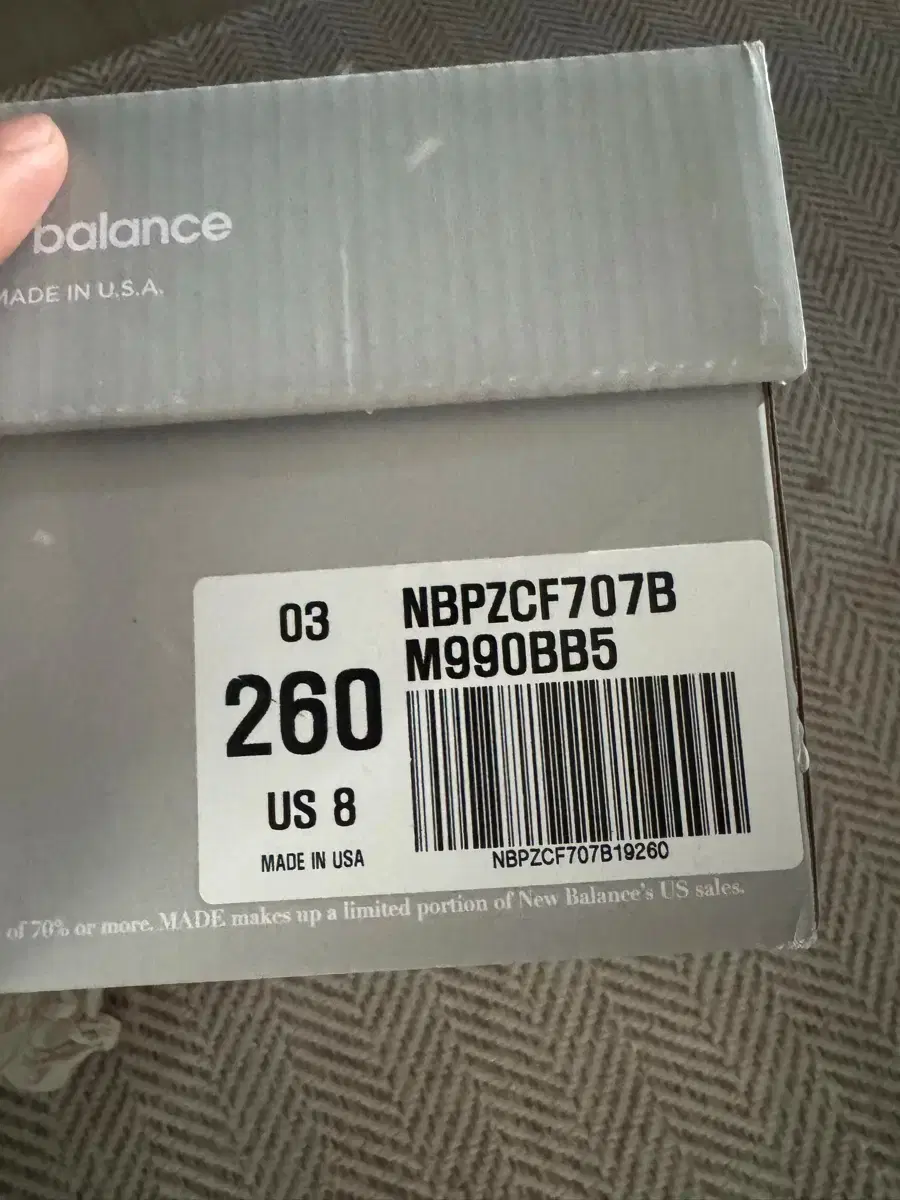 balance
MADE IN U.S.A.
03
260
US 8
MADE IN USA
NBPZCF707B
M990BB5
NBPZCF707B19260
of 70% or more. MADE makes up a limited portion of New Balance's US sales.